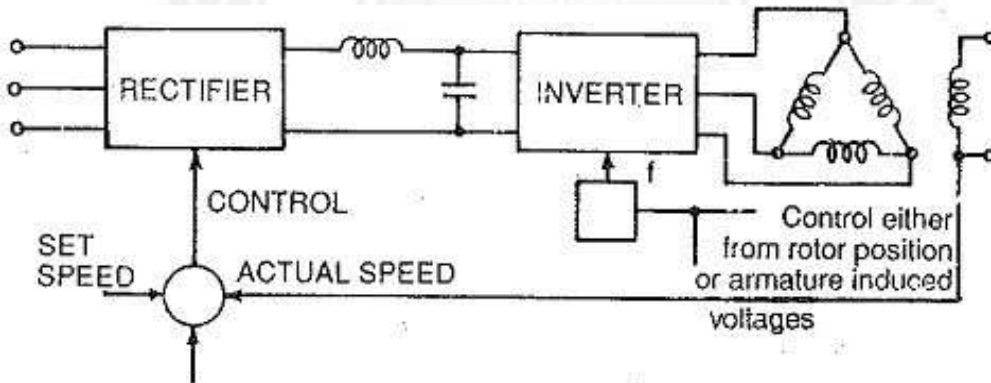 RECTIFIER
INVERTER
f
CONTROL
Control either
SET
SPEED
from rotor position
ACTUAL SPEED
or armature induced
voltages